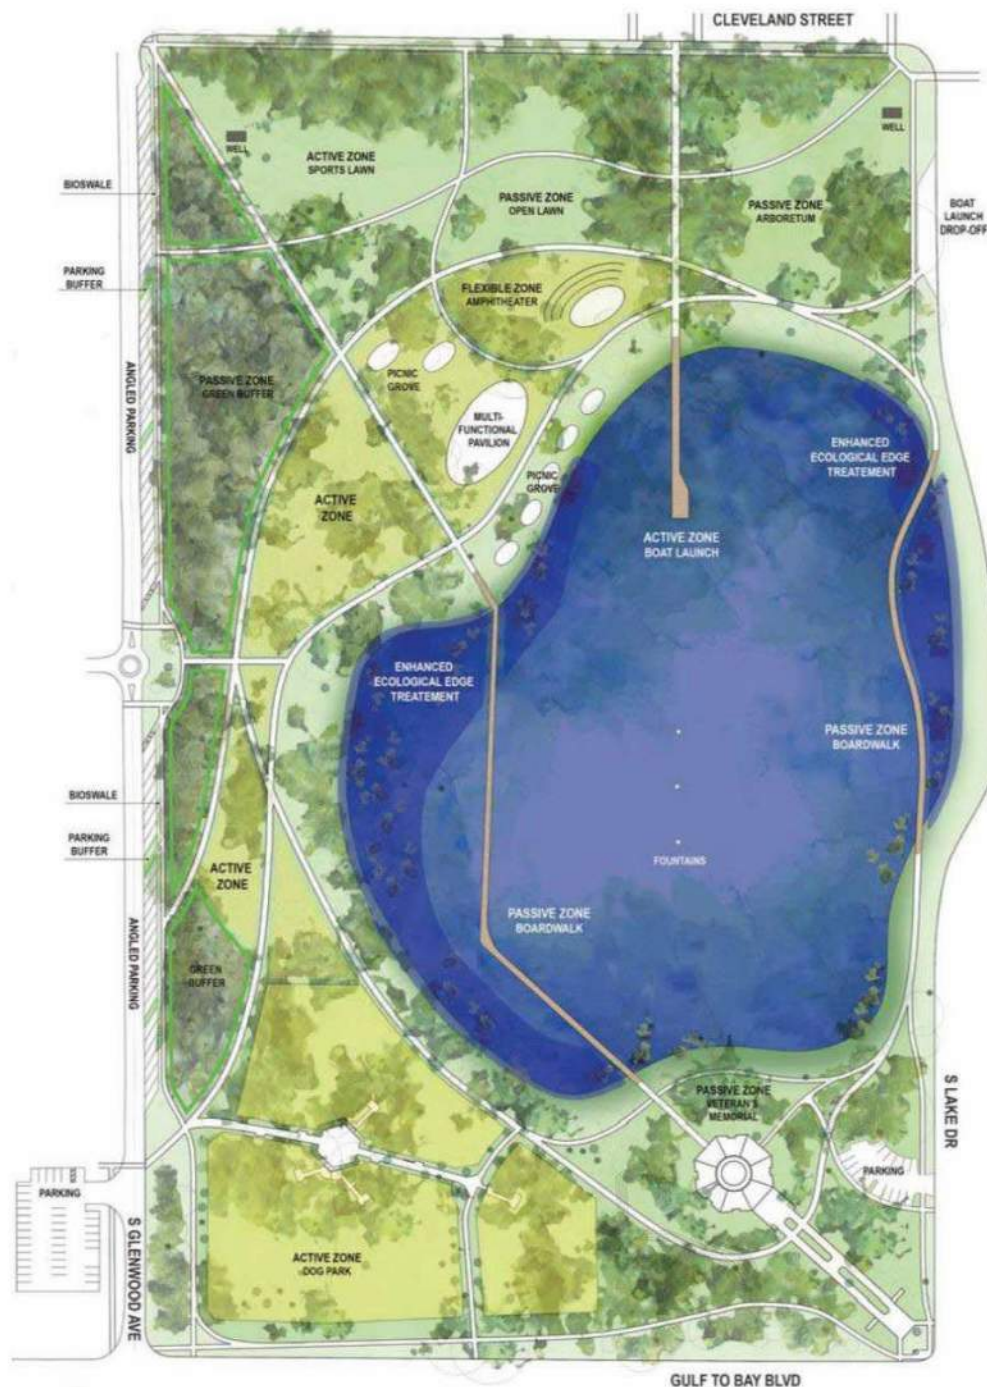 CLEVELAND STREET
WELL
WELL
ACTIVE ZONE
SPORTS LAWN
BIOSWALE
PASSIVE ZONE
OPEN LAWN
PASSIVE ZONE
ARBORETUM
BOAT
LAUNCH
DROP-OFF
PARKING
BUFFER
FLEXIBLE ZONE
AMPHITHEATER
ANGLED PARKING
PASSIVE ZONE
GREEN BUFFER
PICNIC
GROVE
MULTI-
FUNCTIONAL
PAVILION
PICNIC
GROVE
ENHANCED
ECOLOGICAL EDGE
TREATEMENT
ACTIVE
ZONE
ACTIVE ZONE
BOAT LAUNCH
ENHANCED
ECOLOGICAL EDGE
TREATEMENT
PASSIVE ZONE
BOARDWALK
BIOSWALE
PARKING
BUFFER
ACTIVE
ZONE
FOUNTAINS
PASSIVE ZONE
BOARDWALK
ANGLED PARKING
GREEN
BUFFER
PASSIVE ZONE
VETERAN'S
MEMORIAL
S LAKE DR
PARKING
PARKING
S GLENWOOD AVE
ACTIVE ZONE
DOG PARK
GULF TO BAY BLVD